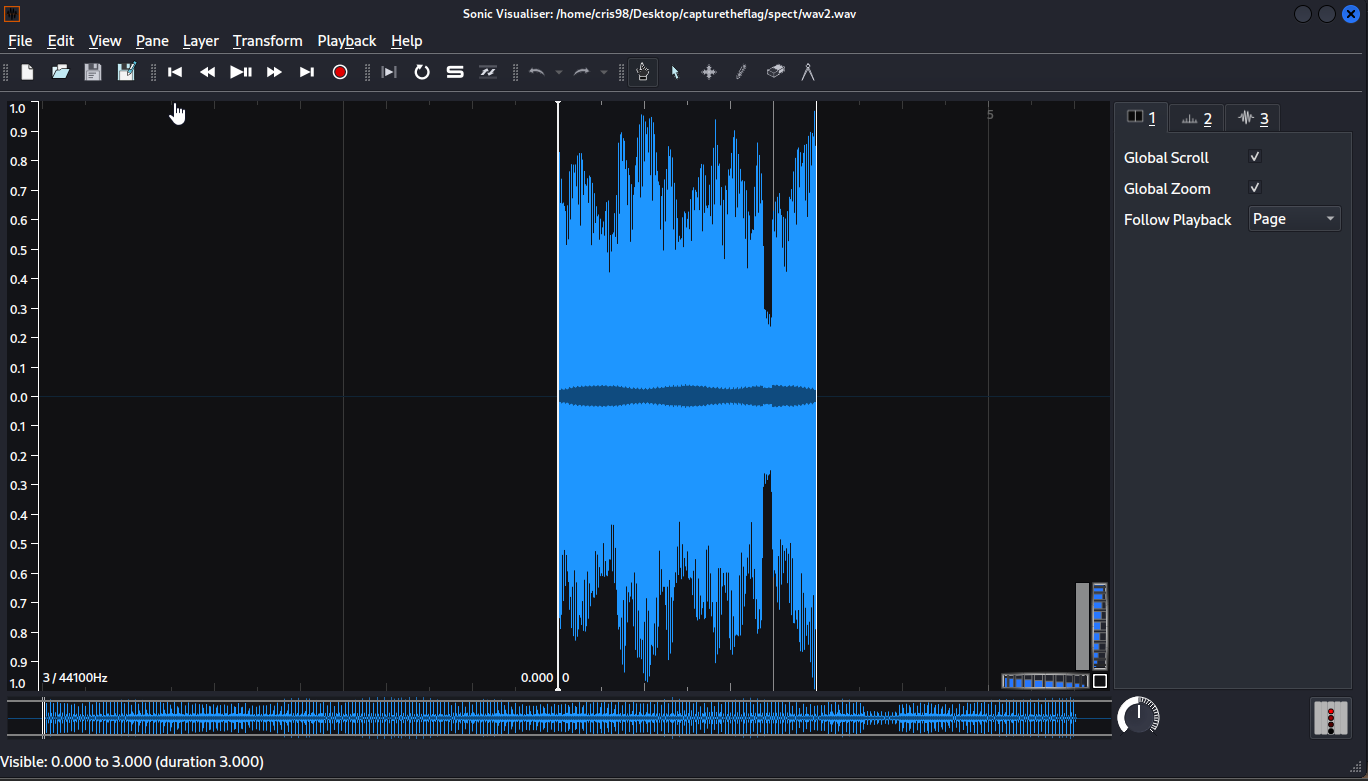 Sonic Visualiser: /home/cris98/Desktop/capturetheflag/spect/wav2.wav
File Edit View Pane Layer Transform Playback Help
1.0
0.9
0.8
0.7
0.6
0.5
0.4
0.3
0.2
0.1
0.0
0.1
0.2
0.3
0.4
0.5
0.6
0.7
0.8
0.9
1.0
5
3 / 44100Hz
0.000 0
1 2 3
Global Scroll
Global Zoom
Follow Playback Page
Visible: 0.000 to 3.000 (duration 3.000)